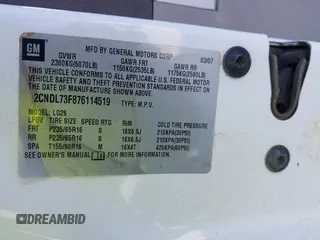 GM
MFD BY GENERAL MOTORS CORP 03/07
GVWR GAWR FRT GAWR RR
2300KG(5070LB) 1150KG(2535LB) 1175KG(2590LB)
THIS VEHICLE CONFORMS TO ALL APPLICABLE U.S. FEDERAL MOTOR
VEHICLE SAFETY AND THEFT PREVENTION STANDARDS IN
EFFECT ON THE DATE OF MANUFACTURE SHOWN ABOVE.
2CNDL73F876114519 TYPE: M.P.V.
MODEL: LG26
TIRE SIZE SPEED RTG RIM COLD TIRE PRESSURE
FRT P235/65R16 S 16X6.5J 210KPA(30PSI)
RR P235/65R16 S 16X6.5J 210KPA(30PSI)
SPA T155/90R16 M 16X4T 420KPA(60PSI)
SEE OWNER'S MANUAL FOR MORE INFORMATION
DREAMBID